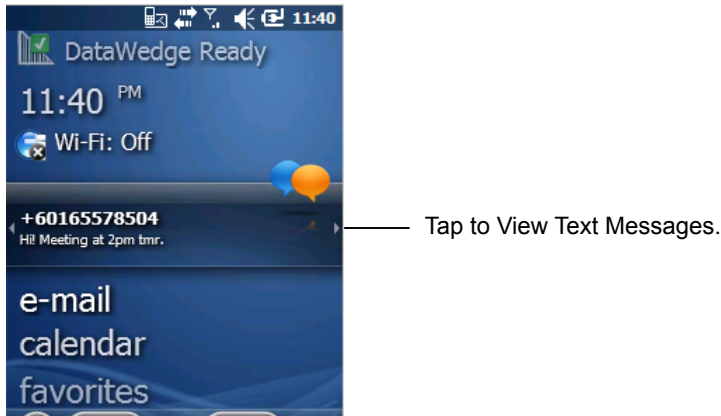 11:40
DataWedge Ready
11:40 PM
Wi-Fi: Off
+60165578504
Hi! Meeting at 2pm tmr.
Tap to View Text Messages.
e-mail
calendar
favorites